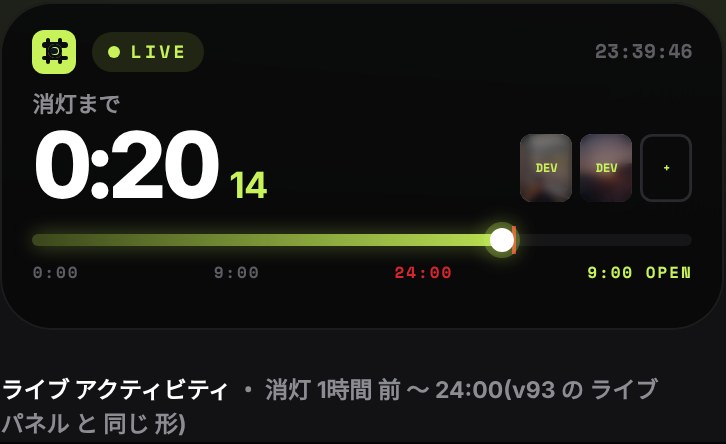 LIVE
23:39:46
消灯まで
0:20 14
DEV
DEV
+
0:00 9:00 24:00 9:00 OPEN
ライブ アクティビティ ・ 消灯 1時間 前 〜 24:00(v93 の ライブ
パネル と 同じ 形)